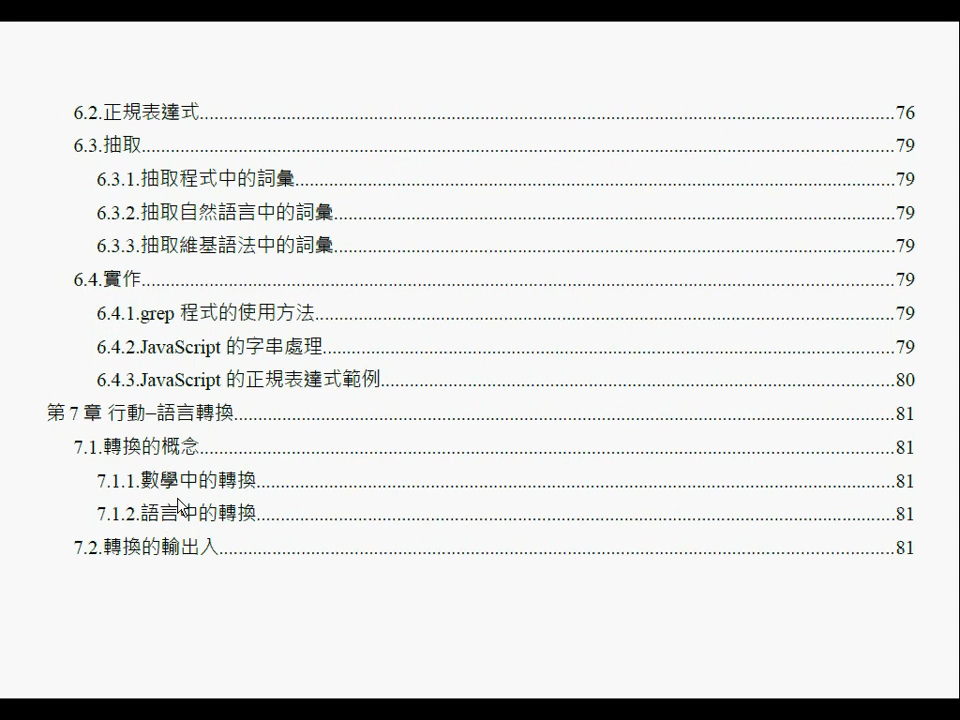 6.2.正規表達式....................76
6.3.抽取....................79
6.3.1.抽取程式中的詞彙....................79
6.3.2.抽取自然語言中的詞彙....................79
6.3.3.抽取維基語法中的詞彙....................79
6.4.實作....................79
6.4.1.grep 程式的使用方法....................79
6.4.2.JavaScript 的字串處理....................79
6.4.3.JavaScript 的正規表達式範例....................80
第 7 章 行動–語言轉換....................81
7.1.轉換的概念....................81
7.1.1.數學中的轉換....................81
7.1.2.語言中的轉換....................81
7.2.轉換的輸出入....................81